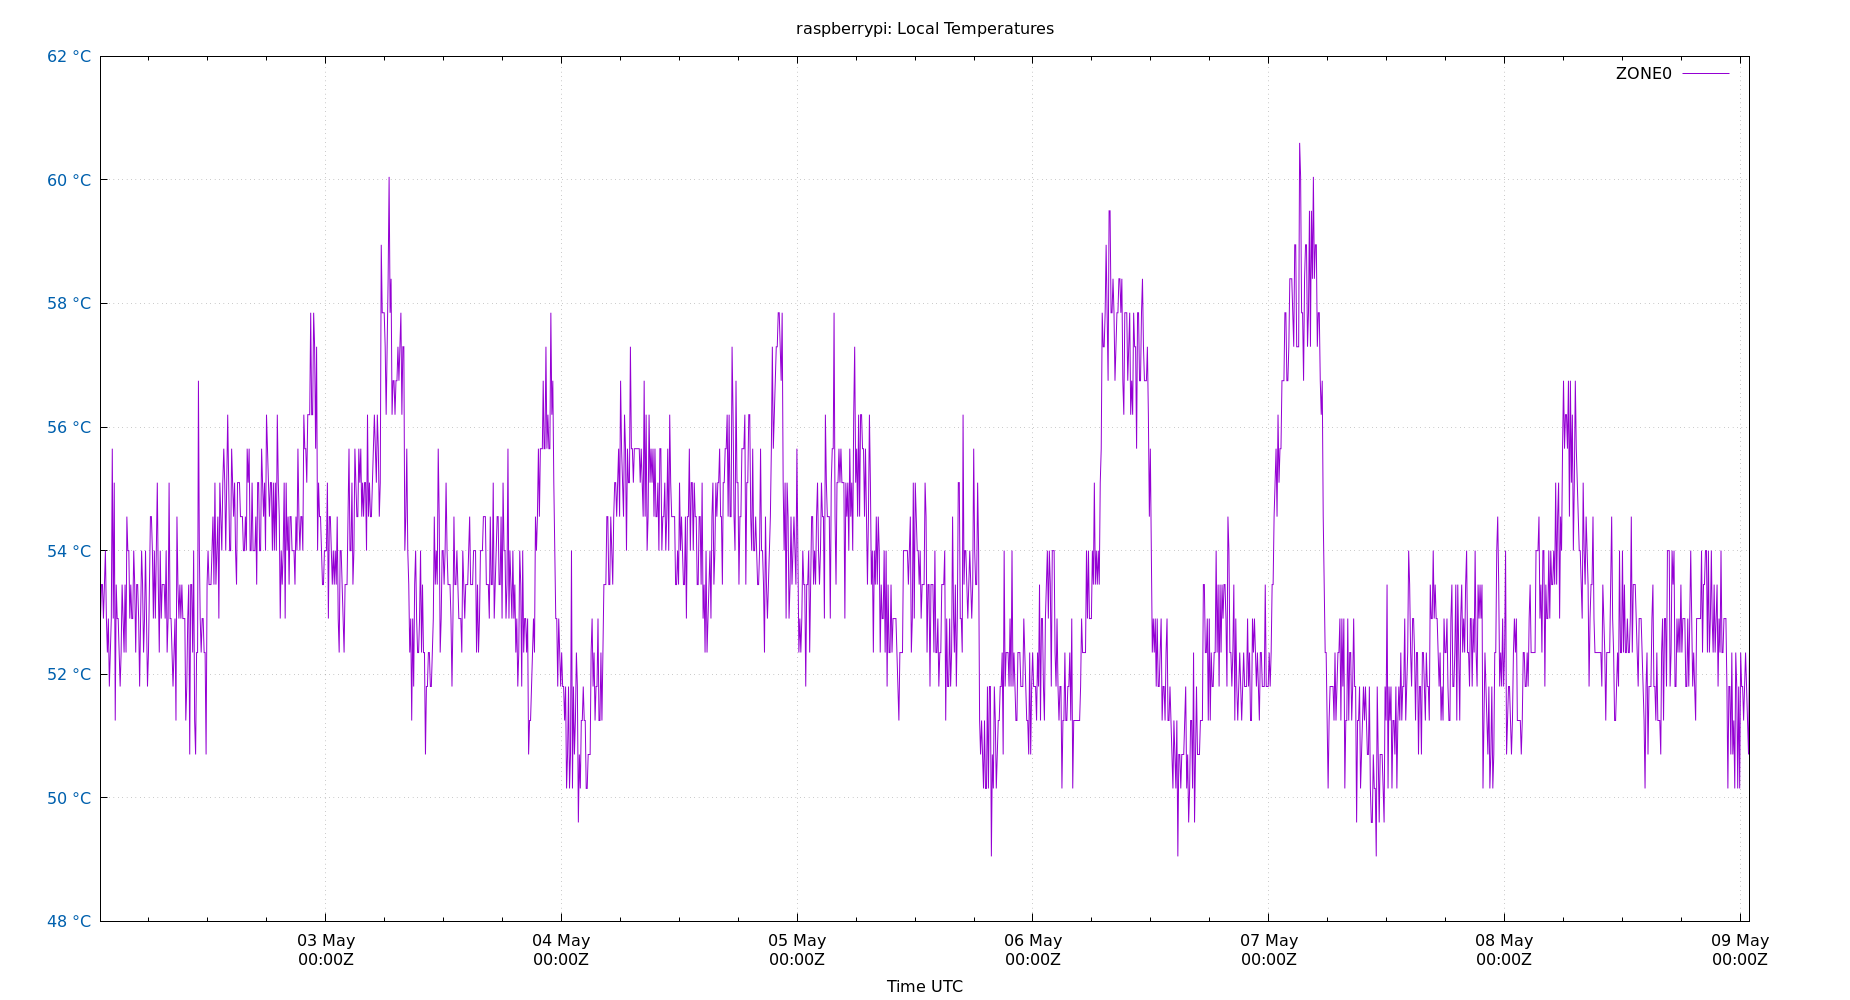 raspberrypi: Local Temperatures
62 °C
ZONE0
60 °C
58 °C
56 °C
54 °C
52 °C
50 °C
48 °C
03 May
00:00Z
04 May
00:00Z
05 May
00:00Z
06 May
00:00Z
07 May
00:00Z
08 May
00:00Z
09 May
00:00Z
Time UTC